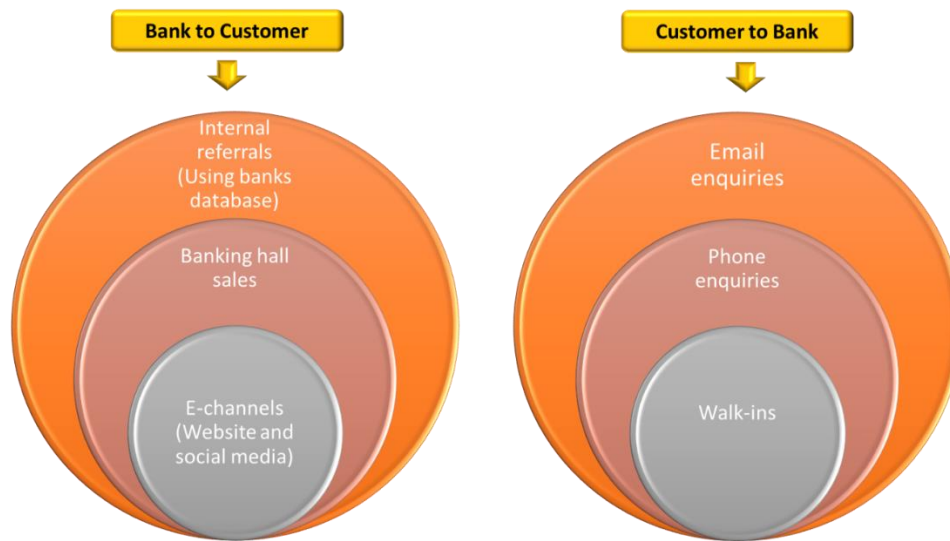 Bank to Customer
Internal
referrals
(Using banks
database)
Banking hall
sales
E-channels
(Website and
social media)
Customer to Bank
Email
enquiries
Phone
enquiries
Walk-ins